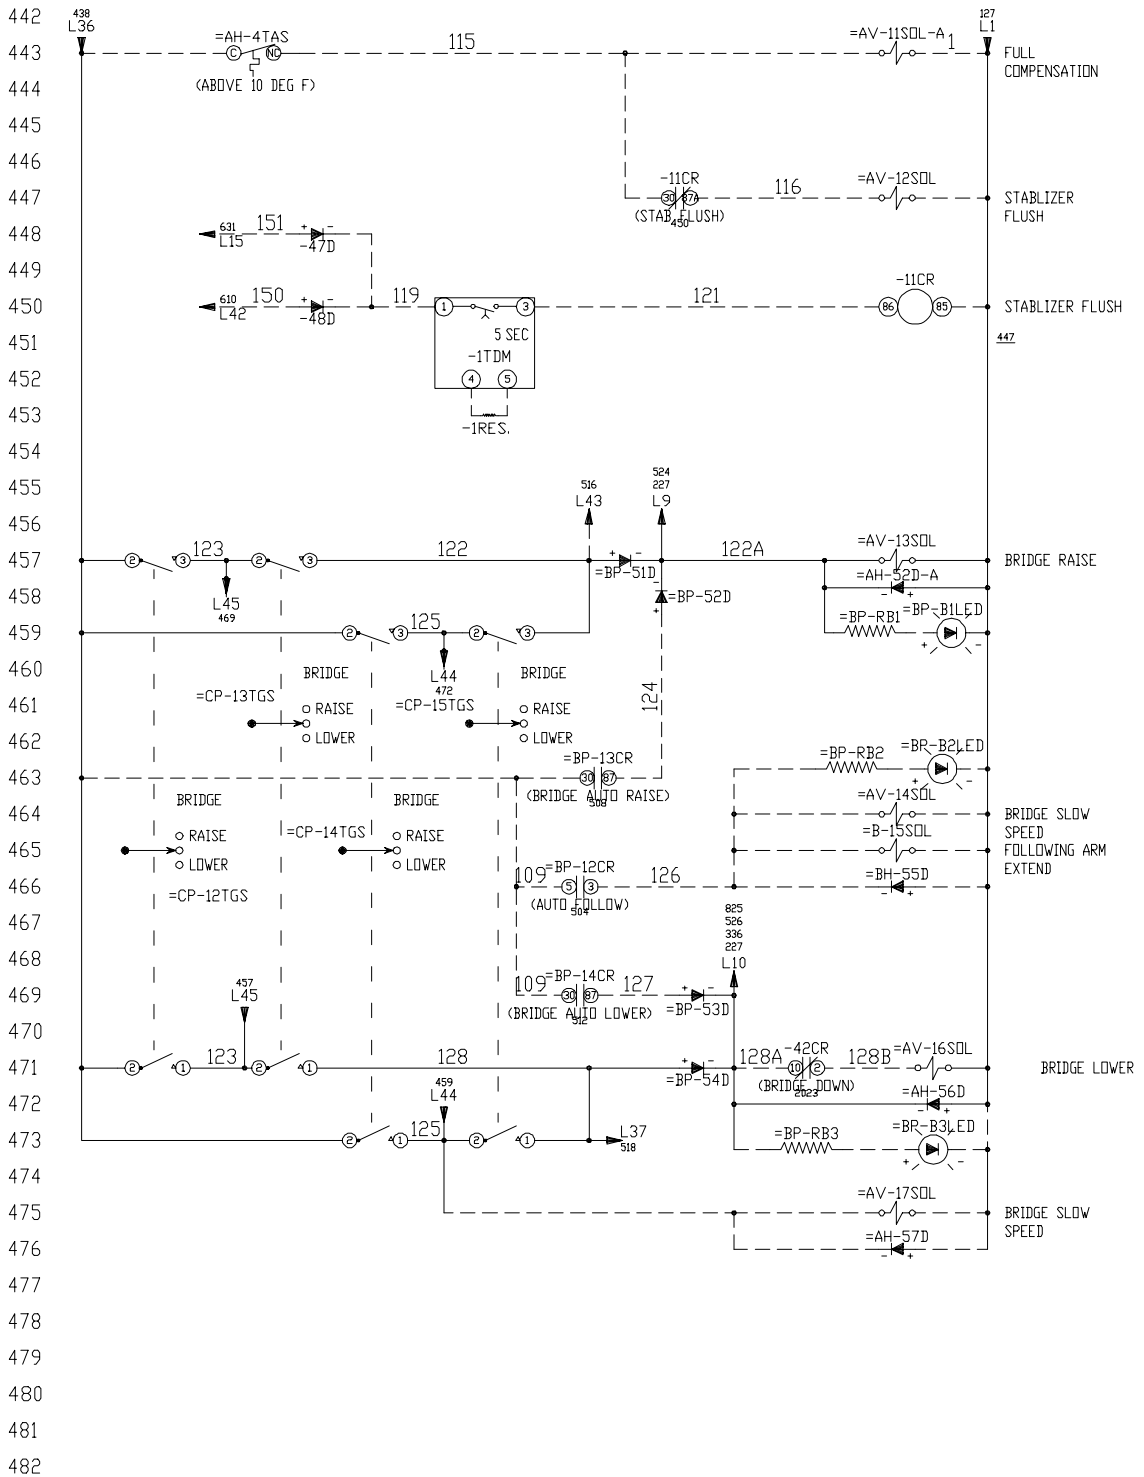 442 438 127
L36 L1
=AH-4TAS =AV-11SOL-A
443 C NC 115 1 FULL
COMPENSATION
444 (ABOVE 10 DEG F)
445
446
-11CR =AV-12SOL
447 30 87A 116 STABLIZER
FLUSH
(STAB FLUSH)
450
448 631 151 + -
L15 -47D
449
-11CR
450 610 150 + - 119 1 3 121 86 85 STABLIZER FLUSH
L42 -48D
451 5 SEC 447
-1TDM
452 4 5
453
-1RES.
454
455 524
516 227
L43 L9
456
=AV-13SOL
457 2 3 123 2 3 122 + - 122A BRIDGE RAISE
=BP-51D =AH-52D-A
458 L45 - =BP-52D - +
469 + =BP-RB1 =BP-B1LED
459 2 3 125 2 3 + -
460 BRIDGE L44 BRIDGE
472
=CP-13TGS =CP-15TGS
461 RAISE RAISE 124
462 LOWER LOWER
=BP-13CR =BP-RB2 =BP-B2LED
463 30 87 + -
(BRIDGE AUTO RAISE)
508
BRIDGE BRIDGE =AV-14SOL
464 BRIDGE SLOW
SPEED
RAISE =CP-14TGS RAISE =B-15SOL
465 FOLLOWING ARM
EXTEND
LOWER LOWER
=BP-12CR =BH-55D
466 109 5 3 126 - +
=CP-12TGS (AUTO FOLLOW)
504
467 825
526
336
468 227
L10
457 =BP-14CR
469 L45 109 30 87 127 + -
(BRIDGE AUTO LOWER) =BP-53D
512
470
-42CR =AV-16SOL
471 2 1 123 2 1 128 + - 128A 10 2 128B BRIDGE LOWER
=BP-54D (BRIDGE DOWN)
2023
459 =AH-56D
472 L44 - +
=BP-RB3 =BP-B3LED
473 2 1 125 2 1 L37 + -
518
474
=AV-17SOL
475 BRIDGE SLOW
SPEED
=AH-57D
476 - +
477
478
479
480
481
482